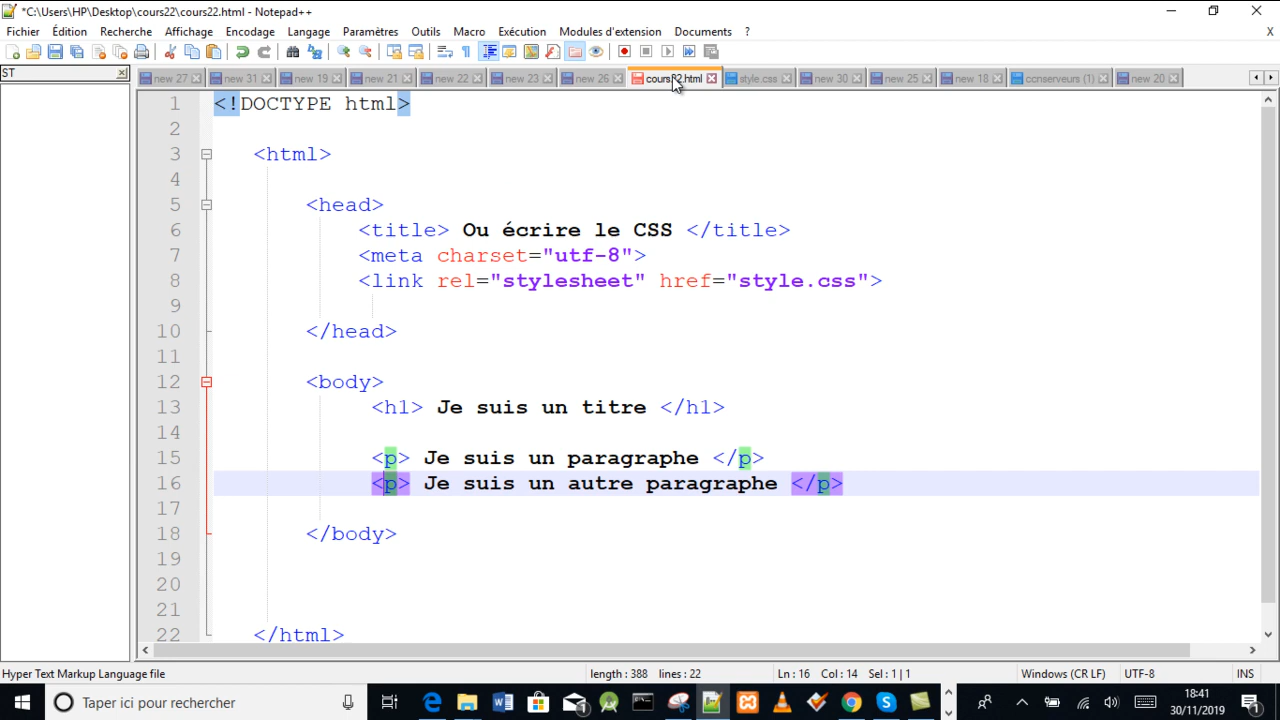 *C:\Users\HP\Desktop\cours22\cours22.html - Notepad++
Fichier Édition Recherche Affichage Encodage Langage Paramètres Outils Macro Exécution Modules d'extension Documents ? X
ST new 27 new 31 new 19 new 21 new 22 new 23 new 26 cours22.html style.css new 30 new 29 new 18 ccnserveurs (1) new 20
1 <!DOCTYPE html>
2
3 <html>
4
5 <head>
6 <title> Ou écrire le CSS </title>
7 <meta charset="utf-8">
8 <link rel="stylesheet" href="style.css">
9
10 </head>
11
12 <body>
13 <h1> Je suis un titre </h1>
14
15 <p> Je suis un paragraphe </p>
16 <p> Je suis un autre paragraphe </p>
17
18 </body>
19
20
21
22 </html>
Hyper Text Markup Language file length : 388 lines : 22 Ln : 16 Col : 14 Sel : 1 | 1 Windows (CR LF) UTF-8 INS
Taper ici pour rechercher 18:41
30/11/2019